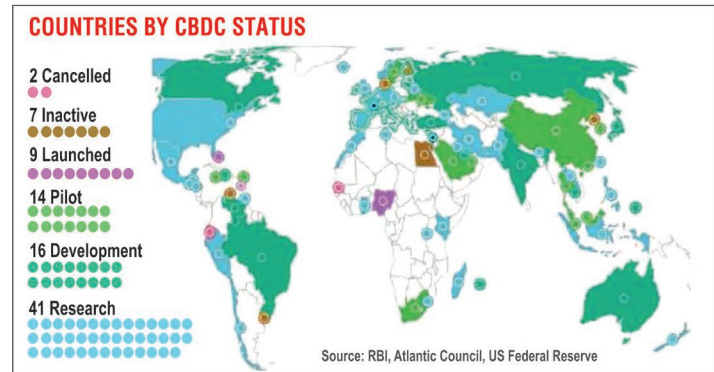 COUNTRIES BY CBDC STATUS
2 Cancelled
7 Inactive
9 Launched
14 Pilot
16 Development
41 Research
Source: RBI, Atlantic Council, US Federal Reserve